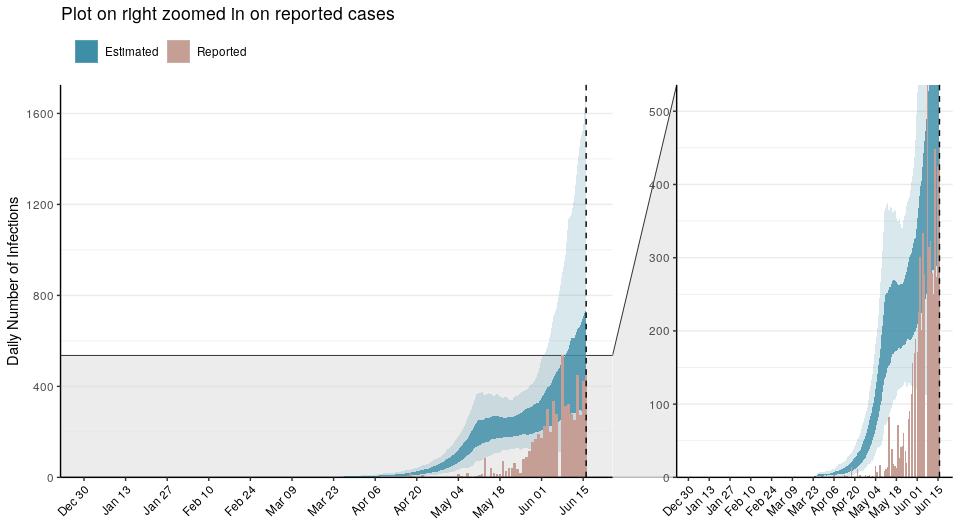 Plot on right zoomed in on reported cases
Estimated
Reported
Daily Number of Infections
1600
1200
800
400
0
Dec 30
Jan 13
Jan 27
Feb 10
Feb 24
Mar 09
Mar 23
Apr 06
Apr 20
May 04
May 18
Jun 01
Jun 15
500
400
300
200
100
0
Dec 30
Jan 13
Jan 27
Feb 10
Feb 24
Mar 09
Mar 23
Apr 06
Apr 20
May 04
May 18
Jun 01
Jun 15